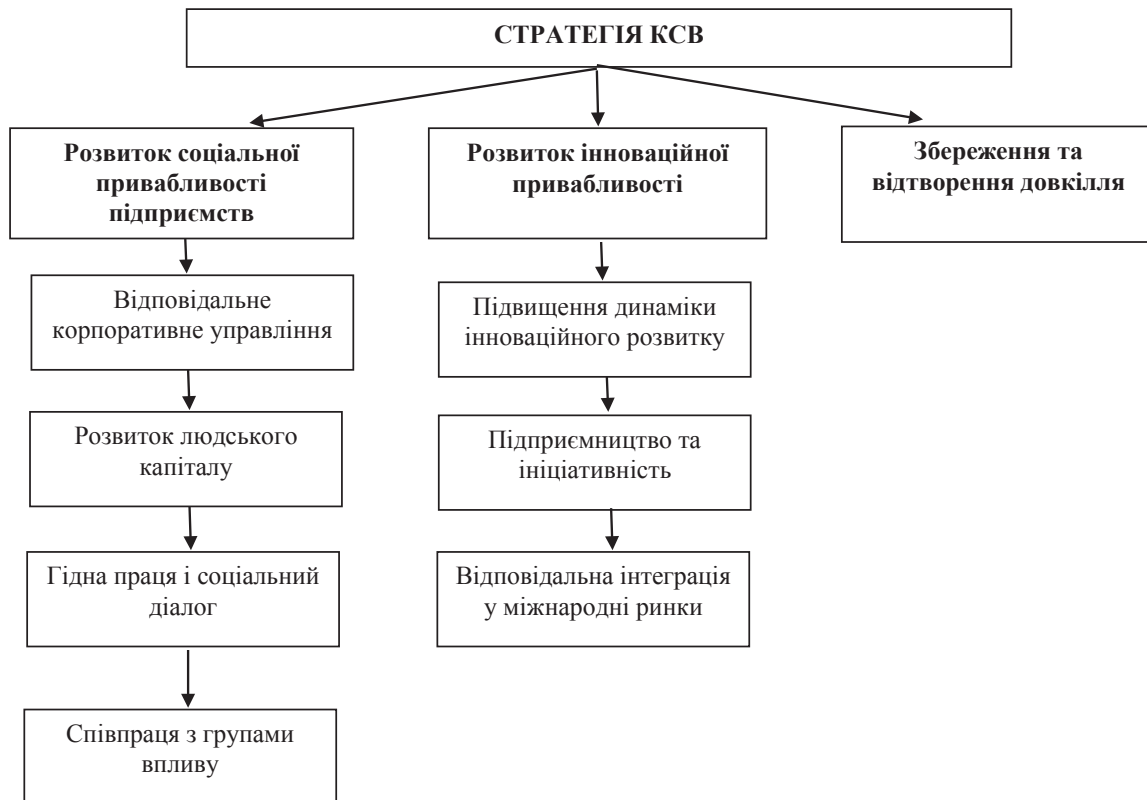 СТРАТЕГІЯ КСВ
Розвиток соціальної
привабливості
підприємств
Розвиток інноваційної
привабливості
Збереження та
відтворення довкілля
Відповідальне
корпоративне управління
Підвищення динаміки
інноваційного розвитку
Розвиток людського
капіталу
Підприємництво та
ініціативність
Гідна праця і соціальний
діалог
Відповідальна інтеграція
у міжнародні ринки
Співпраця з групами
впливу